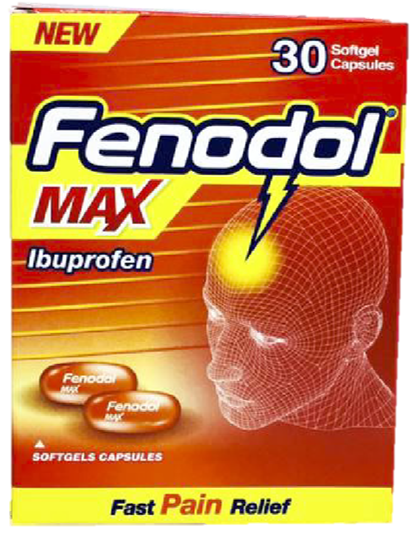 NEW
30 Softgel
Capsules
Fenodol®
MAX
Ibuprofen
Fenodol
MAX
Fenodol
MAX
SOFTGELS CAPSULES
Fast Pain Relief